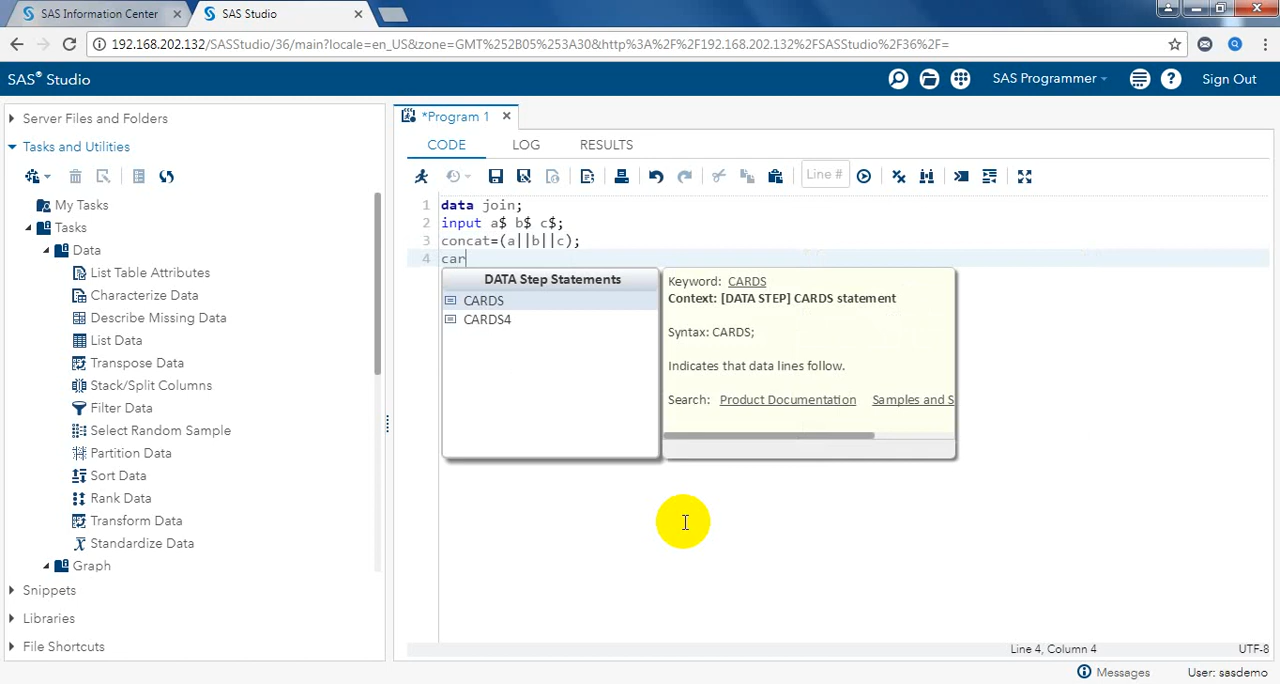 SAS Information Center
SAS Studio
192.168.202.132/SASStudio/36/main?locale=en_US&zone=GMT%252B05%253A30&http%3A%2F%2F192.168.202.132%2FSASStudio%2F36%2F=
SAS® Studio
SAS Programmer
Sign Out
Server Files and Folders
Tasks and Utilities
My Tasks
Tasks
Data
List Table Attributes
Characterize Data
Describe Missing Data
List Data
Transpose Data
Stack/Split Columns
Filter Data
Select Random Sample
Partition Data
Sort Data
Rank Data
Transform Data
Standardize Data
Graph
Snippets
Libraries
File Shortcuts
*Program 1
CODE LOG RESULTS
Line #
1 data join;
2 input a$ b$ c$;
3 concat=(a||b||c);
4 car
DATA Step Statements
CARDS
CARDS4
Keyword: CARDS
Context: [DATA STEP] CARDS statement
Syntax: CARDS;
Indicates that data lines follow.
Search: Product Documentation Samples and S
Line 4, Column 4
UTF-8
Messages
User: sasdemo